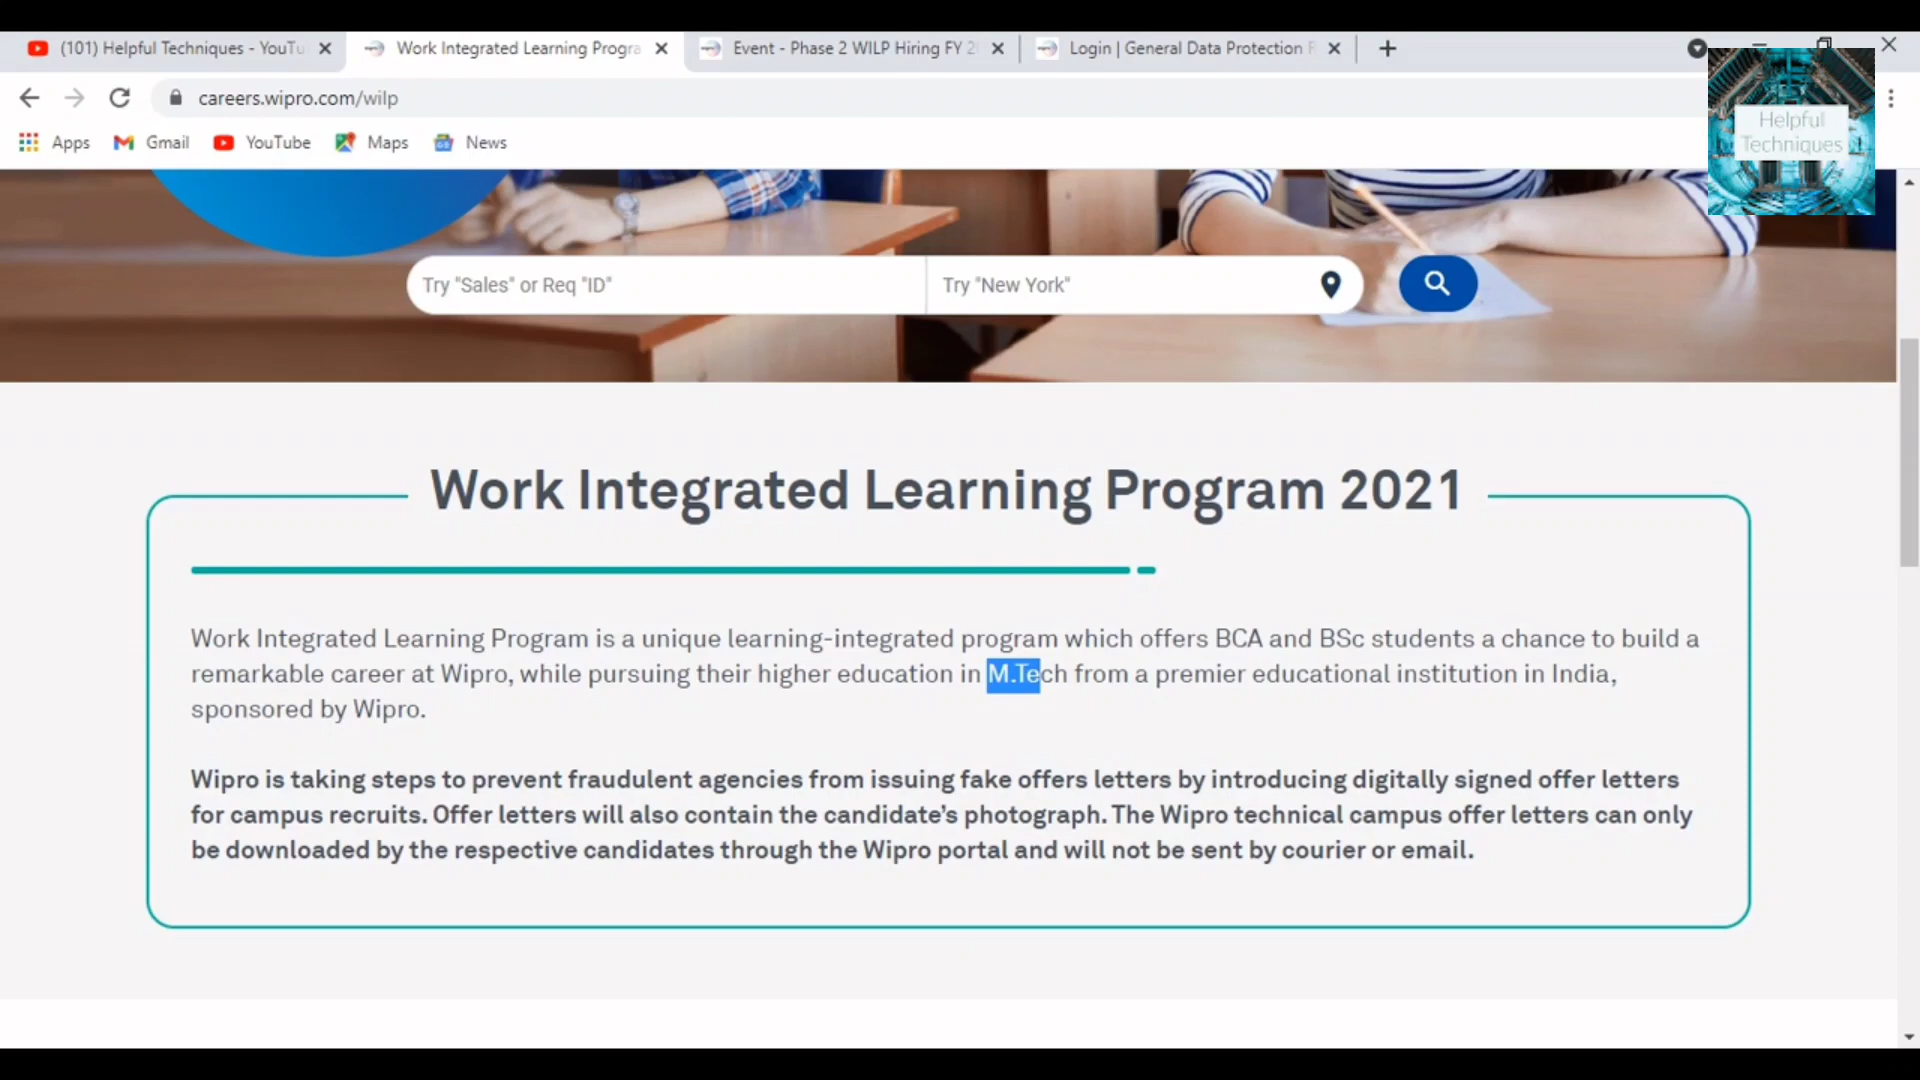 (101) Helpful Techniques - YouTu
Work Integrated Learning Progra
Event - Phase 2 WILP Hiring FY 2
Login | General Data Protection
careers.wipro.com/wilp
Apps
Gmail
YouTube
Maps
News
Helpful
Techniques
Try "Sales" or Req "ID"
Try "New York"
Work Integrated Learning Program 2021
Work Integrated Learning Program is a unique learning-integrated program which offers BCA and BSc students a chance to build a
remarkable career at Wipro, while pursuing their higher education in M.Tech from a premier educational institution in India,
sponsored by Wipro.
Wipro is taking steps to prevent fraudulent agencies from issuing fake offers letters by introducing digitally signed offer letters
for campus recruits. Offer letters will also contain the candidate’s photograph. The Wipro technical campus offer letters can only
be downloaded by the respective candidates through the Wipro portal and will not be sent by courier or email.